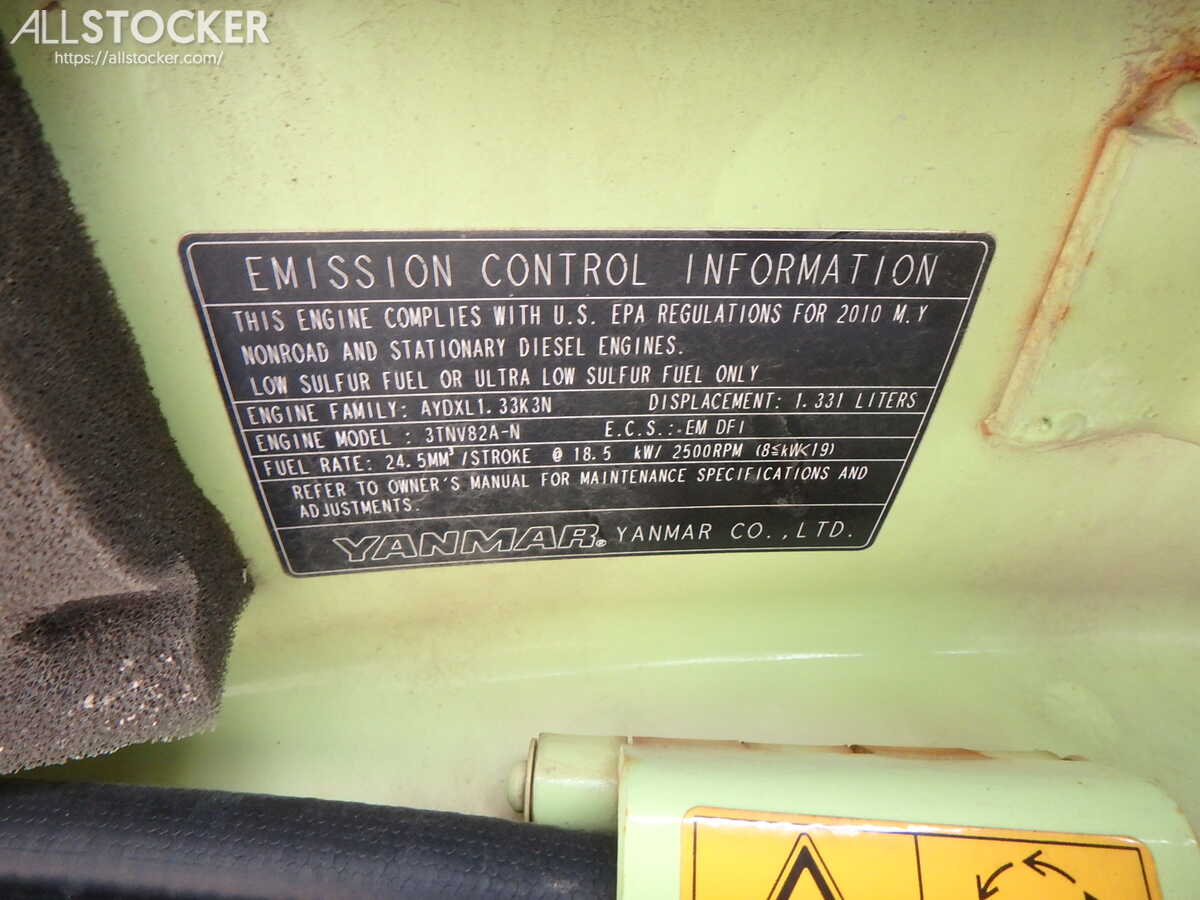 ALLSTOCKER
https://allstocker.com/
EMISSION CONTROL INFORMATION
THIS ENGINE COMPLIES WITH U.S. EPA REGULATIONS FOR 2010 M.Y
NONROAD AND STATIONARY DIESEL ENGINES.
LOW SULFUR FUEL OR ULTRA LOW SULFUR FUEL ONLY
ENGINE FAMILY: AYDXL1.33K3N DISPLACEMENT: 1.331 LITERS
ENGINE MODEL : 3TNV82A-N E.C.S.: EM DFI
FUEL RATE: 24.5MM³/STROKE @ 18.5 kW/ 2500RPM (8≦kW<19)
REFER TO OWNER'S MANUAL FOR MAINTENANCE SPECIFICATIONS AND
ADJUSTMENTS.
YANMAR® YANMAR CO.,LTD.